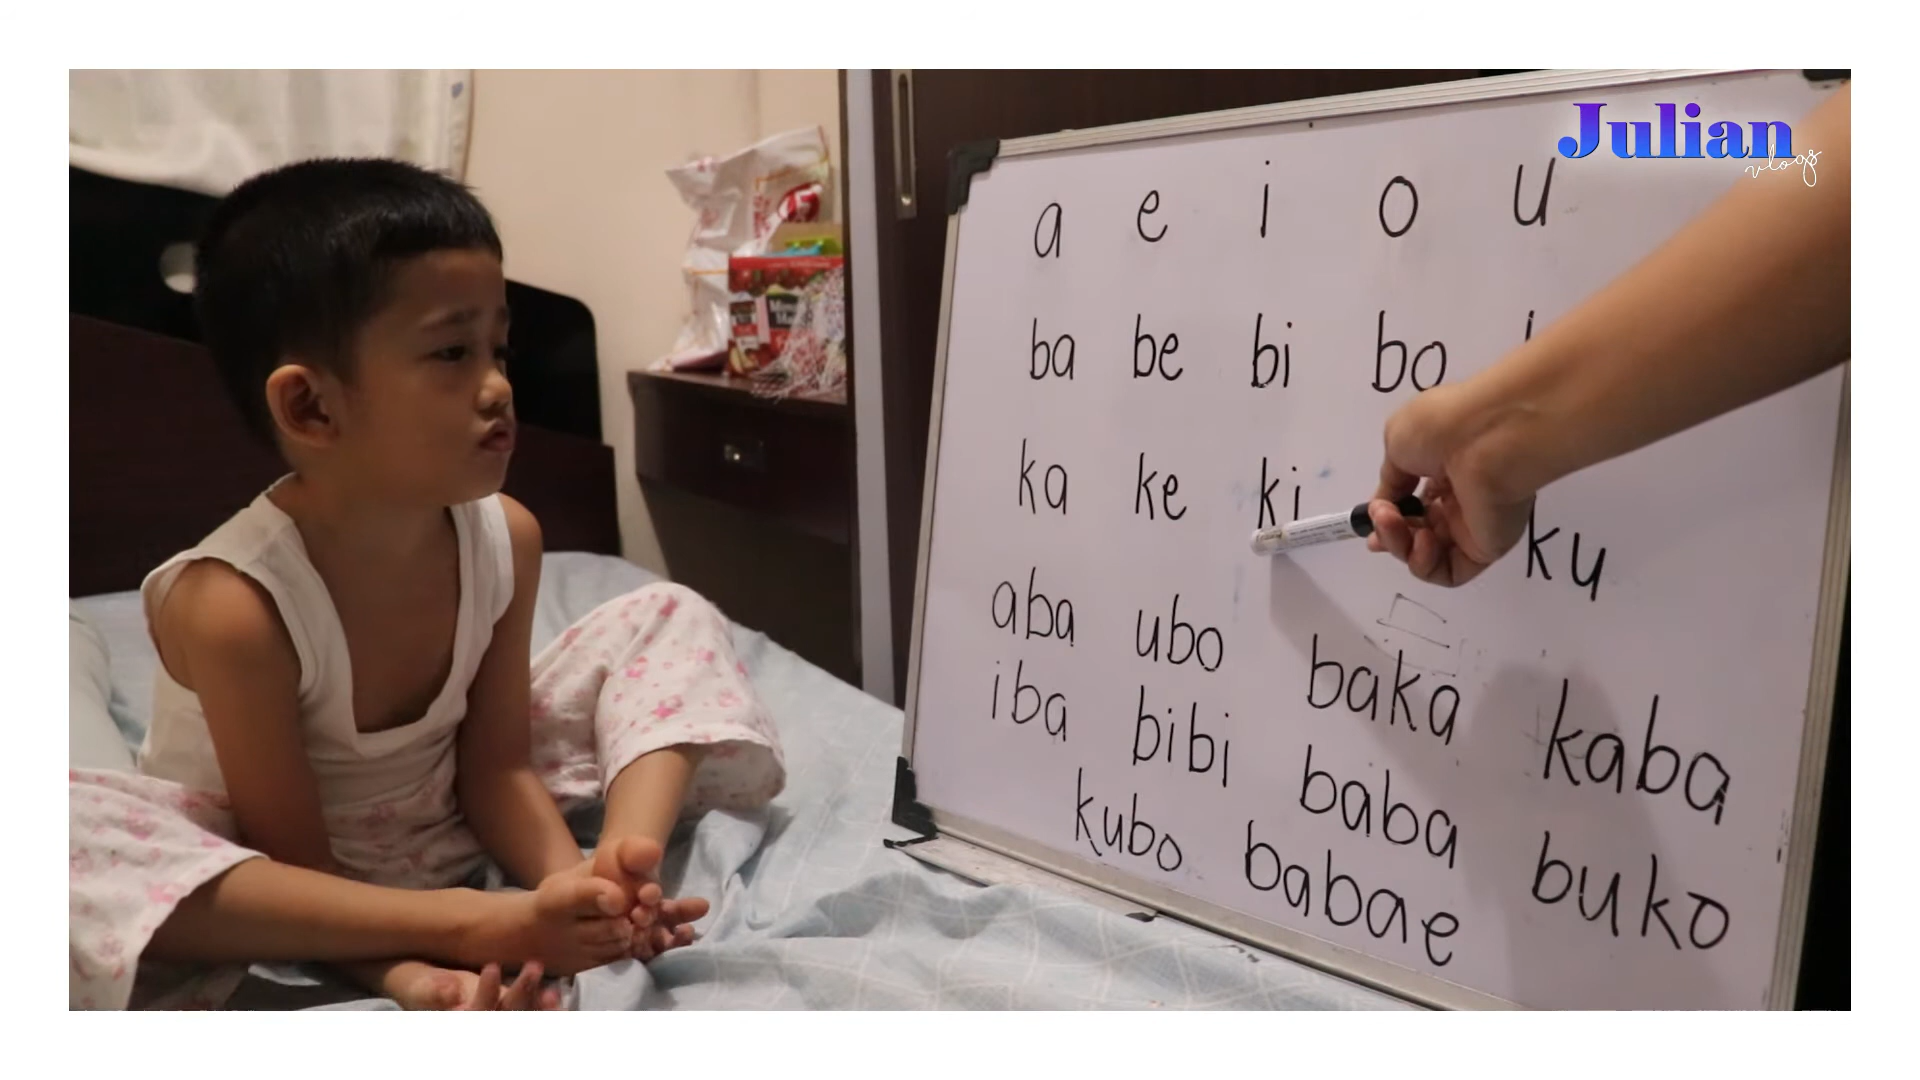 Julian
vlogs
a e i o u
ba be bi bo
ka ke ki ku
aba ubo baka kaba
iba bibi baba buko
kubo babae